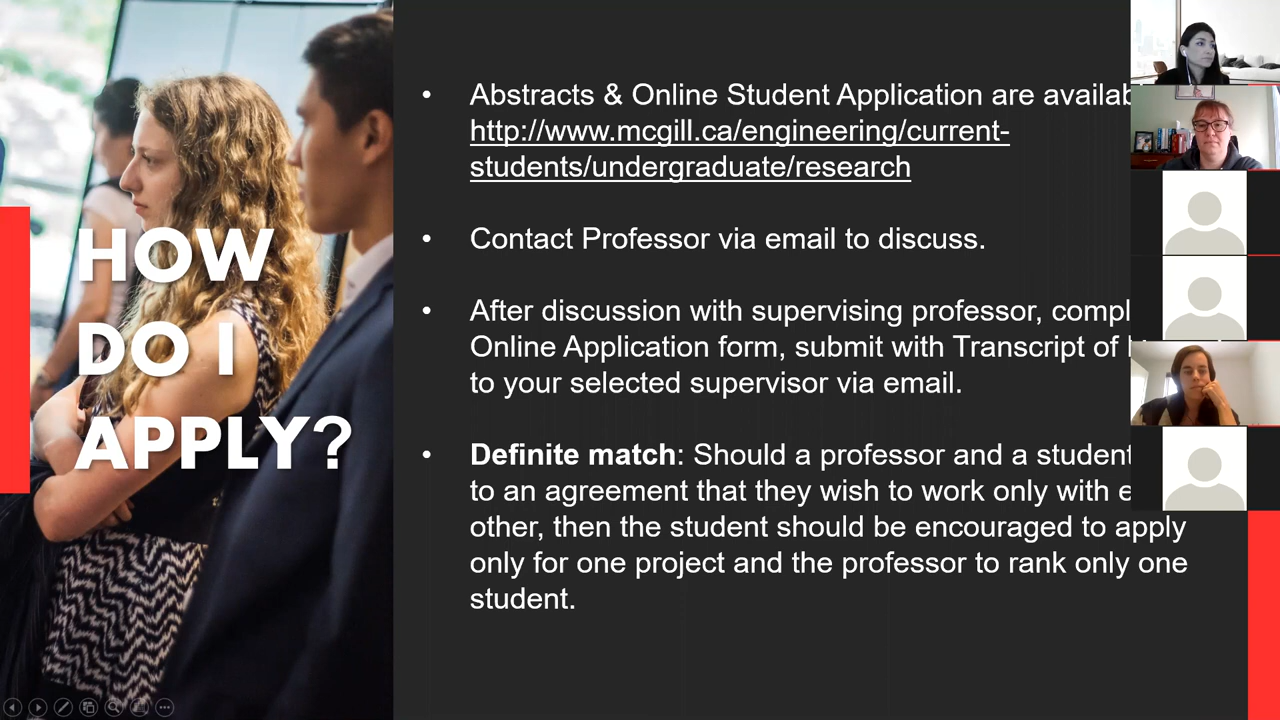 HOW
DO I
APPLY?
• Abstracts & Online Student Application are
http://www.mcgill.ca/engineering/current-
students/undergraduate/research
• Contact Professor via email to discuss.
• After discussion with supervising professor,
Online Application form, submit with Transcript of
to your selected supervisor via email.
• Definite match: Should a professor and a student
to an agreement that they wish to work only with
other, then the student should be encouraged to apply
only for one project and the professor to rank only one
student.